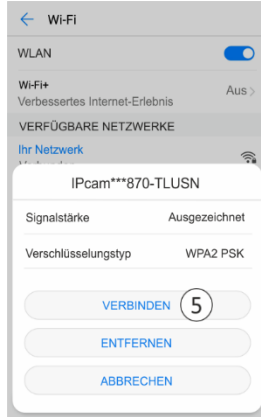 Wi-Fi
WLAN
Wi-Fi+
Verbessertes Internet-Erlebnis
Aus
VERFÜGBARE NETZWERKE
Ihr Netzwerk
IPcam***870-TLUSN
Signalstärke Ausgezeichnet
Verschlüsselungstyp WPA2 PSK
VERBINDEN 5
ENTFERNEN
ABBRECHEN